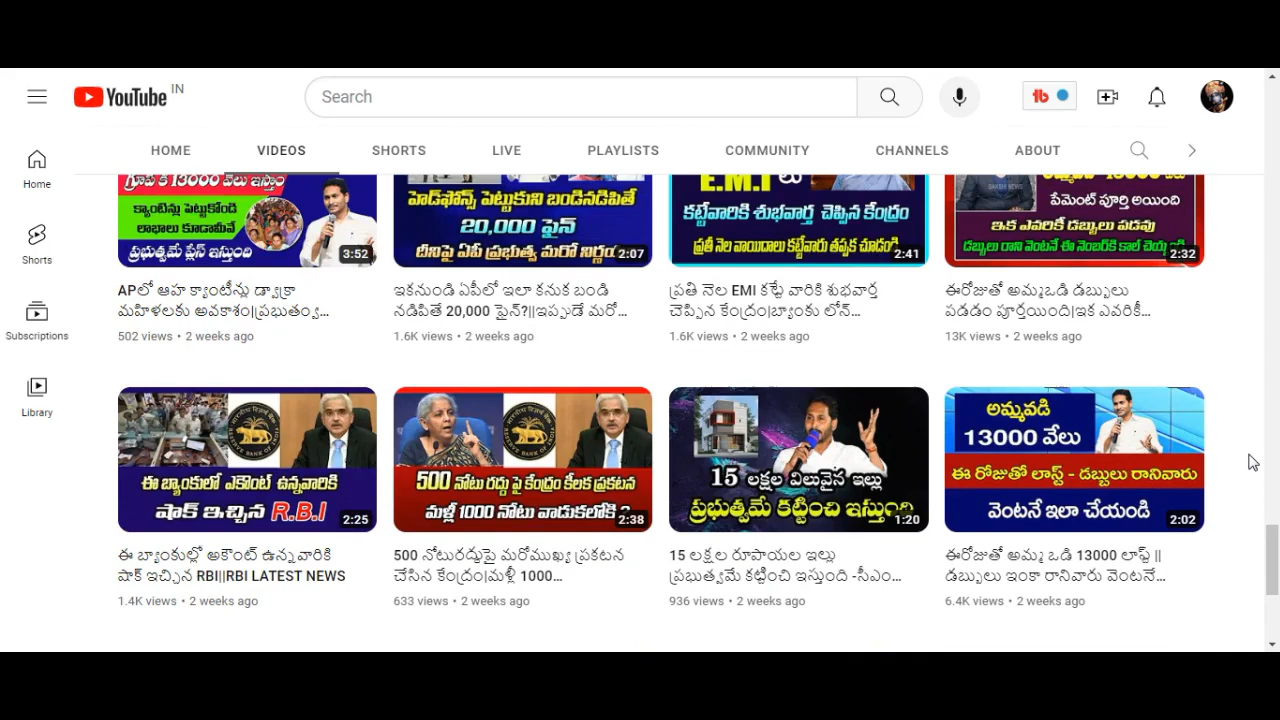 YouTube IN
Search
HOME
VIDEOS
SHORTS
LIVE
PLAYLISTS
COMMUNITY
CHANNELS
ABOUT
Home
Shorts
Subscriptions
Library
గ్రూప్ కి 13000 వేలు ఇస్తాం
క్యాంటీన్లు పెట్టుకోండి
లాభాలు కూడామీవే
ప్రభుత్వమే ప్లేస్ ఇస్తుంది
3:52
APలో ఆహ క్యాంటీన్లు డ్వాక్రా
మహిళలకు అవకాశం|ప్రభుతంవ్...
502 views • 2 weeks ago
హెడ్‌ఫోన్స్ పెట్టుకుని బండినడిపితే
20,000 ఫైన్
దీనిపై ఏపీ ప్రభుత్వ మరో నిర్ణయం
2:07
ఇకనుండి ఏపీలో ఇలా కనుక బండి
నడిపితే 20,000 ఫైన్?||ఇప్పుడే మరో...
1.6K views • 2 weeks ago
E.M.I లు
కట్టేవారికి శుభవార్త చెప్పిన కేంద్రం
ప్రతీ నెల వాయిదాలు కట్టేవారు తప్పక చూడండి
2:41
ప్రతి నెల EMI కట్టే వారికి శుభవార్త
చెప్పిన కేంద్రం|బ్యాంకు లోన్...
1.6K views • 2 weeks ago
SAKSHI NEWS
పేమెంట్ పూర్తి అయింది
ఇక ఎవరికీ డబ్బులు పడవు
డబ్బులు రాని వెంటనే ఈ నెంబర్‌కి కాల్ చెయ్యండి
2:32
ఈరోజుతో అమ్మఒడి డబ్బులు
పడడం పూర్తయింది|ఇక ఎవరికీ...
13K views • 2 weeks ago
ఈ బ్యాంకులో ఎకౌంట్ ఉన్నవారికి
షాక్ ఇచ్చిన R.B.I
2:25
ఈ బ్యాంకుల్లో అకౌంట్ ఉన్నవారికి
షాక్ ఇచ్చిన RBI||RBI LATEST NEWS
1.4K views • 2 weeks ago
500 నోటు రద్దు పై కేంద్రం కీలక ప్రకటన
మళ్లీ 1000 నోటు వాడుకలోకి ?
2:38
500 నోటురద్దుపై మరోముఖ్య ప్రకటన
చేసిన కేంద్రం|మళ్లీ 1000...
633 views • 2 weeks ago
15 లక్షల విలువైన ఇల్లు
ప్రభుత్వమే కట్టించి ఇస్తుంది
1:20
15 లక్షల రూపాయల ఇల్లు
ప్రభుత్వమే కట్టించి ఇస్తుంది -సీఎం...
936 views • 2 weeks ago
అమ్మవడి
13000 వేలు
ఈ రోజుతో లాస్ట్ - డబ్బులు రానివారు
వెంటనే ఇలా చేయండి
2:02
ఈరోజుతో అమ్మ ఒడి 13000 లాస్ట్ ||
డబ్బులు ఇంకా రానివారు వెంటనే...
6.4K views • 2 weeks ago